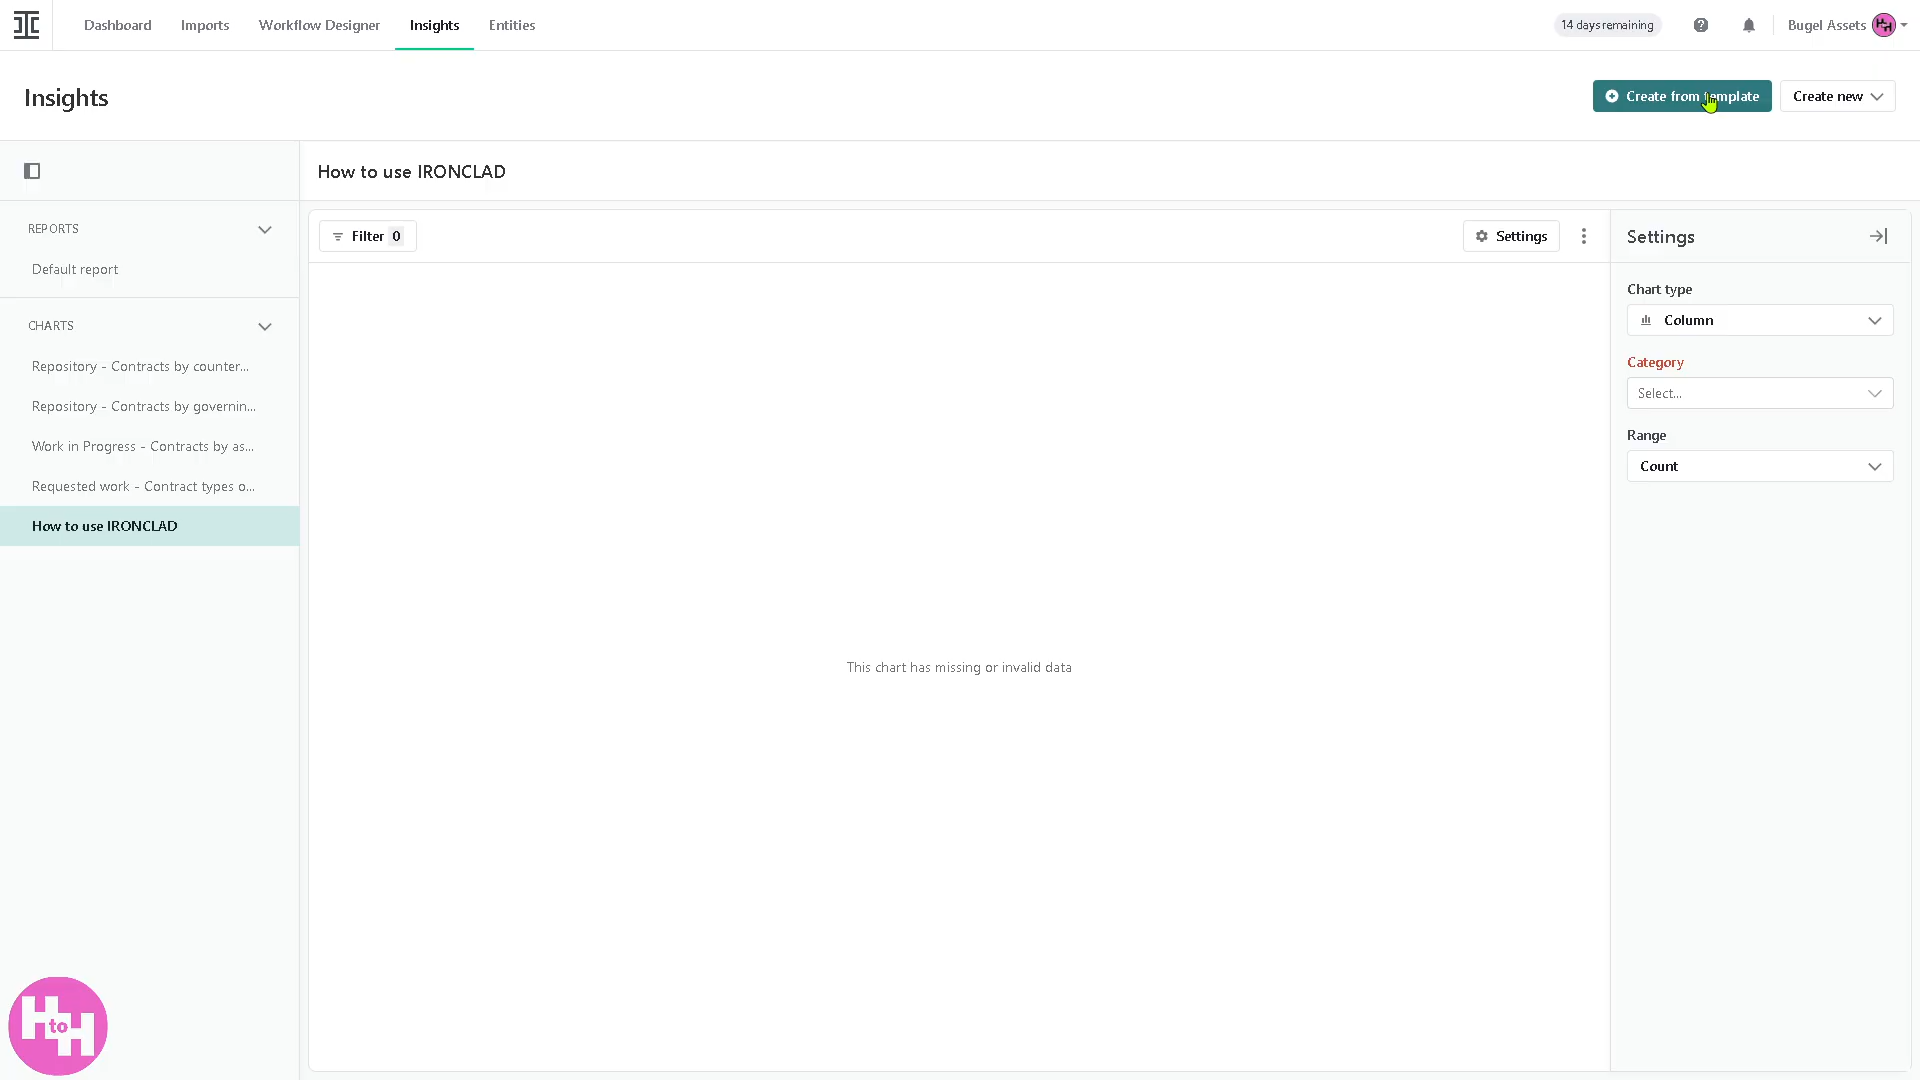 Dashboard
Imports
Workflow Designer
Insights
Entities
14 days remaining
Bugel Assets
Insights
Create from template
Create new
How to use IRONCLAD
REPORTS
Default report
CHARTS
Repository - Contracts by counter...
Repository - Contracts by governin...
Work in Progress - Contracts by as...
Requested work - Contract types o...
How to use IRONCLAD
Filter 0
Settings
This chart has missing or invalid data
Settings
Chart type
Column
Category
Select...
Range
Count
H to H